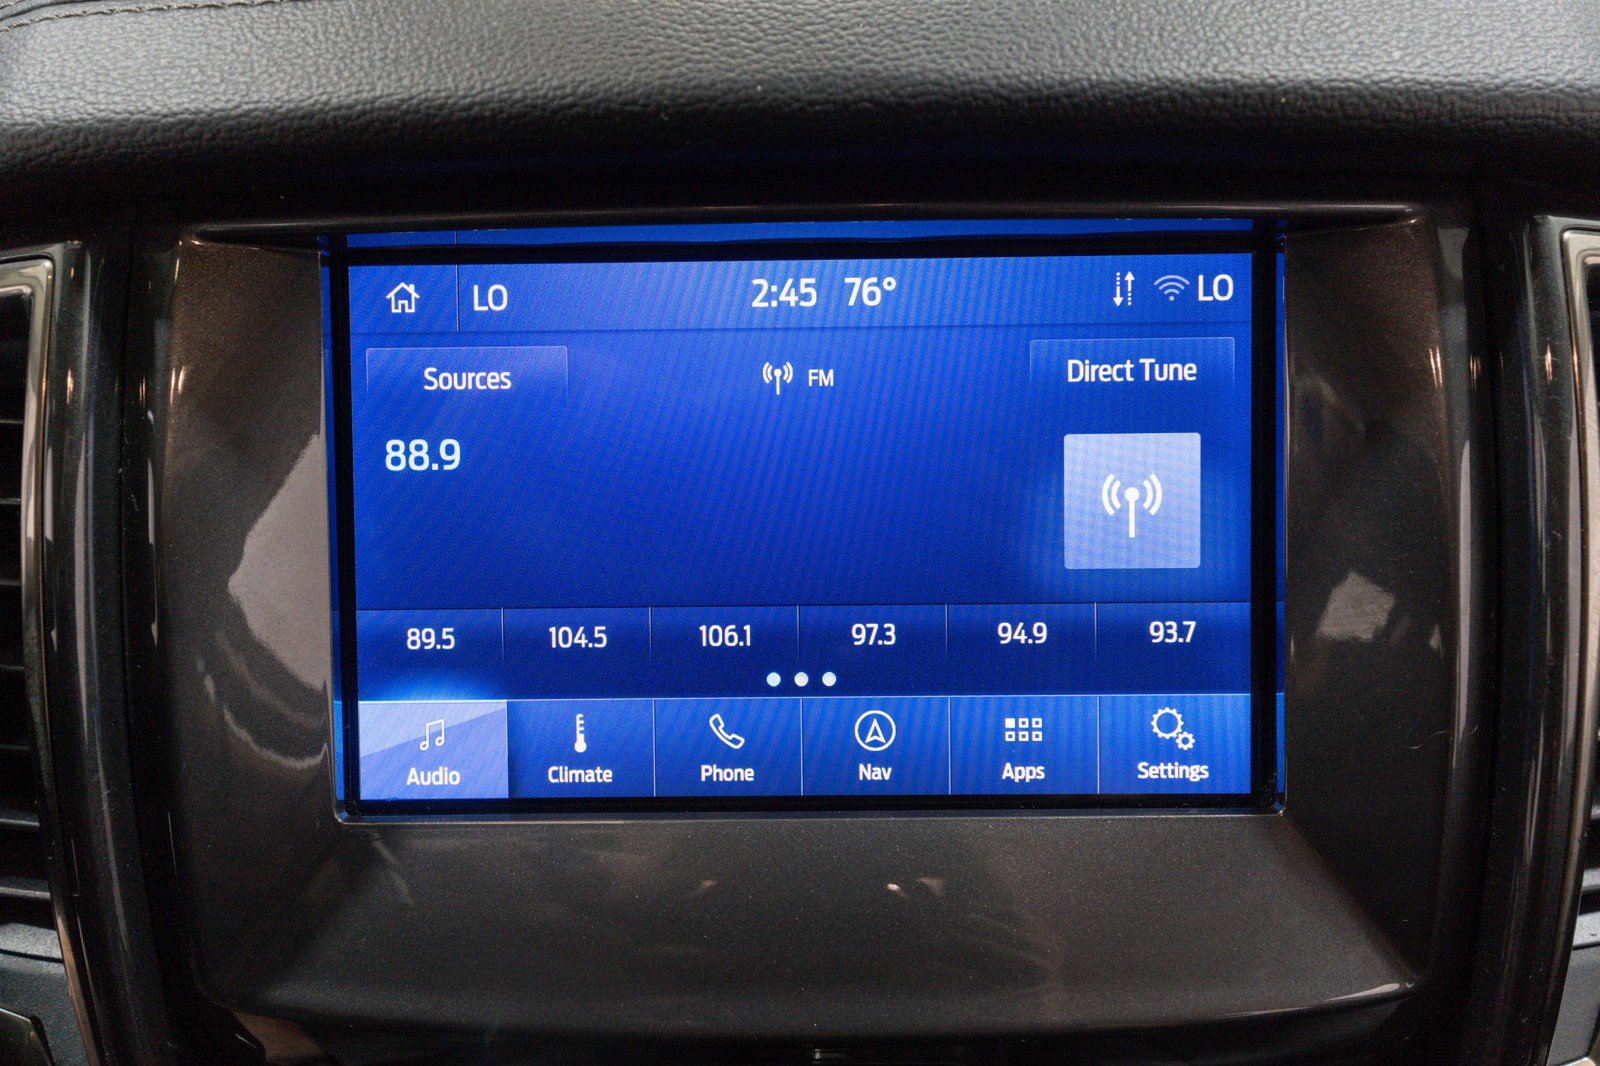 LO 2:45 76° LO
Sources FM Direct Tune
88.9
89.5 104.5 106.1 97.3 94.9 93.7
Audio Climate Phone Nav Apps Settings